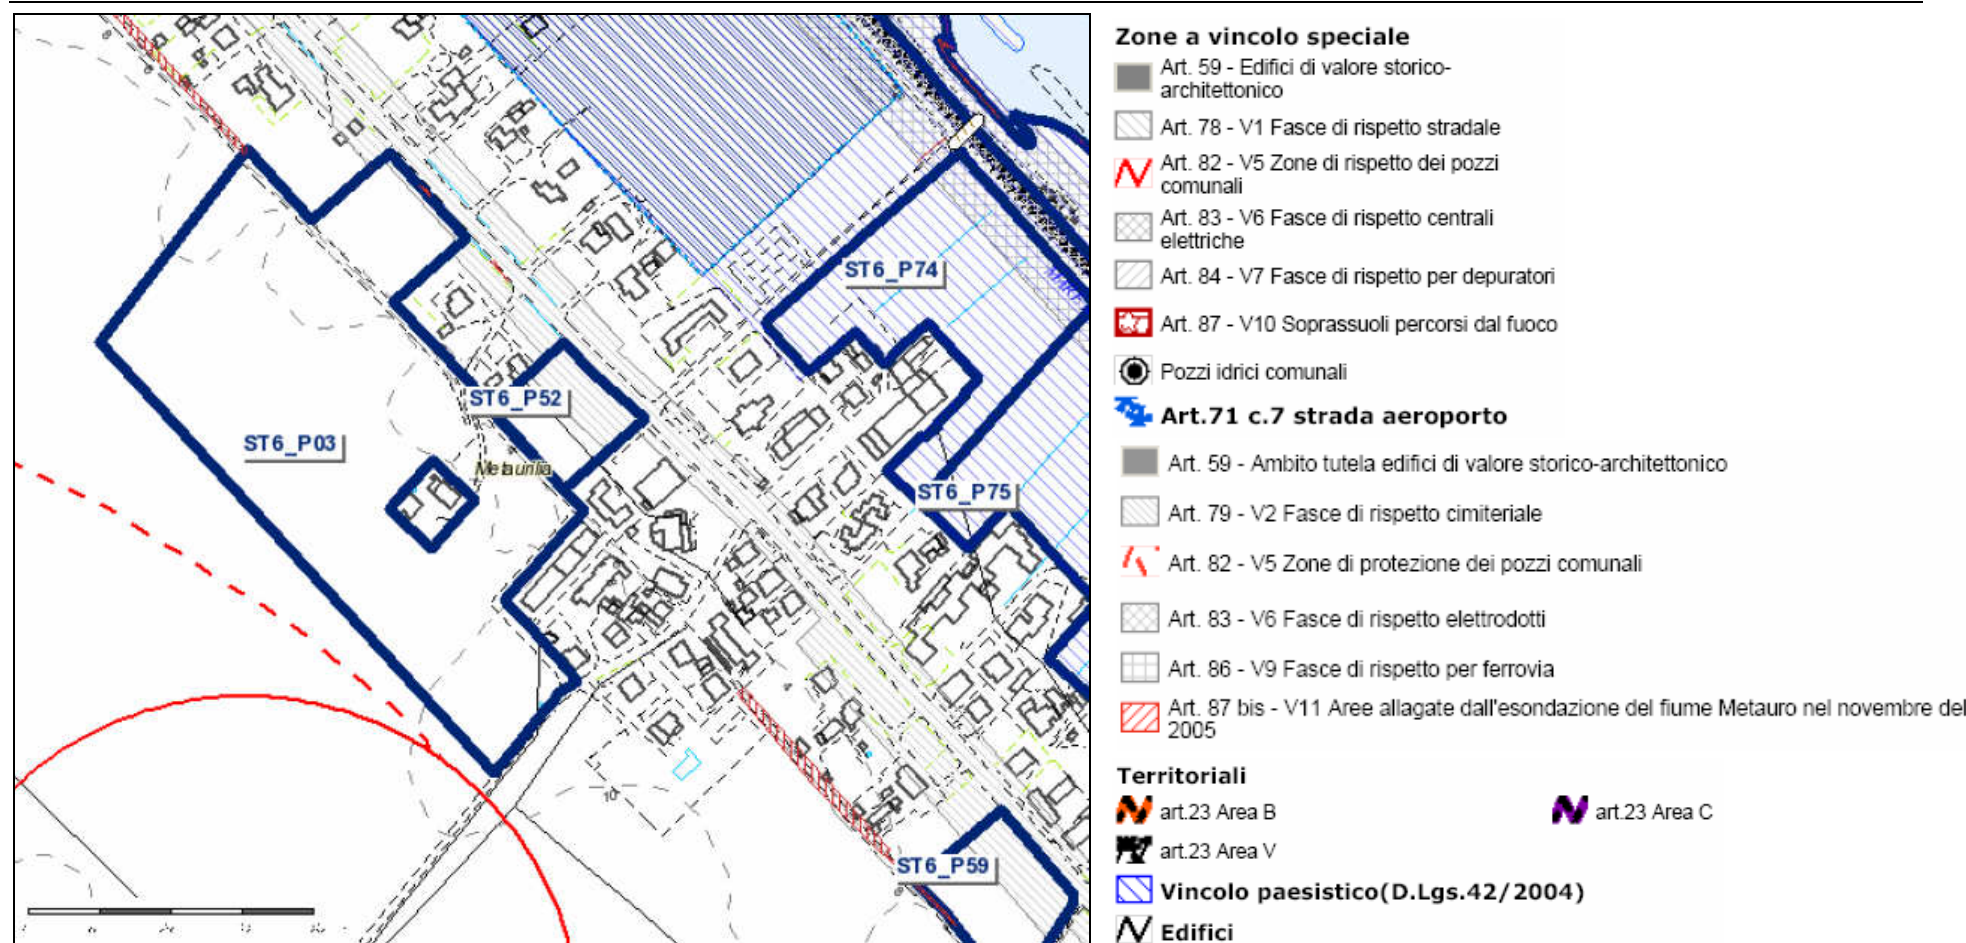 ST6_P74
ST6_P52
ST6_P03
Metaurilia
ST6_P75
10
ST6_P59
Zone a vincolo speciale
Art. 59 - Edifici di valore storico-
architettonico
Art. 78 - V1 Fasce di rispetto stradale
Art. 82 - V5 Zone di rispetto dei pozzi
comunali
Art. 83 - V6 Fasce di rispetto centrali
elettriche
Art. 84 - V7 Fasce di rispetto per depuratori
Art. 87 - V10 Soprassuoli percorsi dal fuoco
Pozzi idrici comunali
Art.71 c.7 strada aeroporto
Art. 59 - Ambito tutela edifici di valore storico-architettonico
Art. 79 - V2 Fasce di rispetto cimiteriale
Art. 82 - V5 Zone di protezione dei pozzi comunali
Art. 83 - V6 Fasce di rispetto elettrodotti
Art. 86 - V9 Fasce di rispetto per ferrovia
Art. 87 bis - V11 Aree allagate dall'esondazione del fiume Metauro nel novembre del
2005
Territoriali
art.23 Area B
art.23 Area C
art.23 Area V
Vincolo paesistico(D.Lgs.42/2004)
Edifici